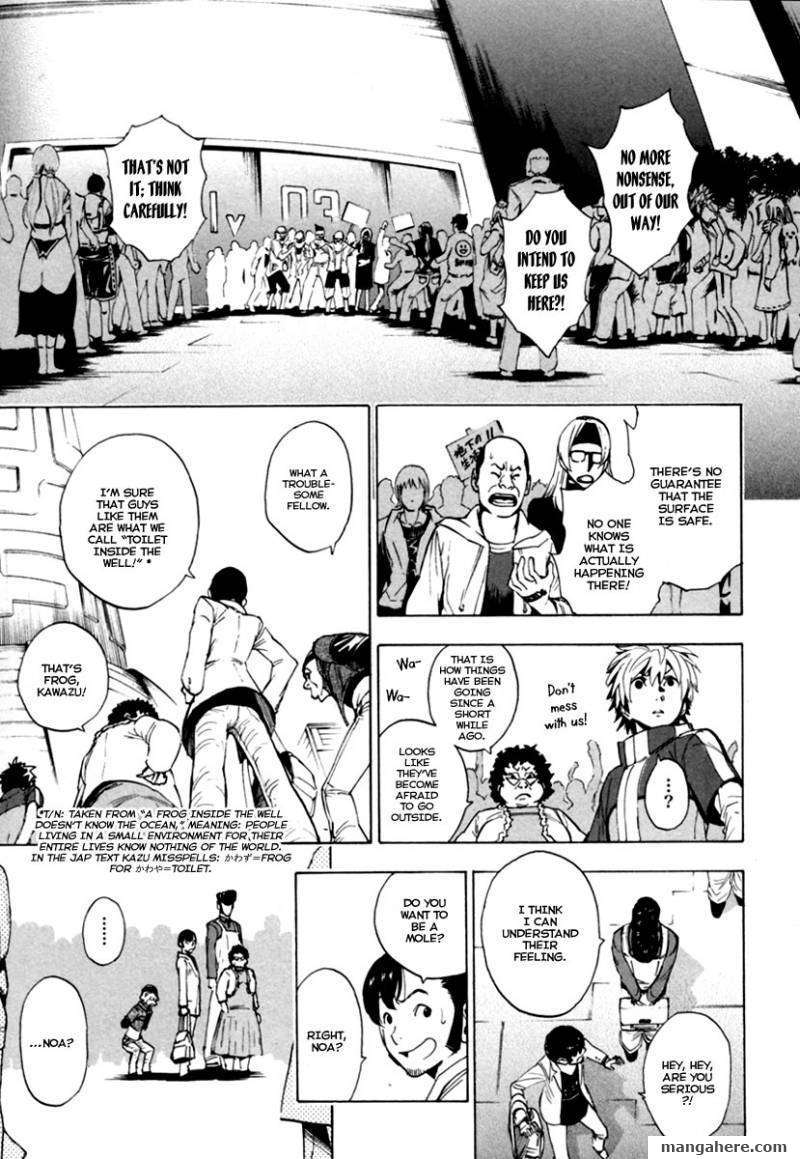 NO MORE
NONSENSE,
OUT OF OUR
WAY!
DO YOU
INTEND TO
KEEP US
HERE?!
THAT'S NOT
IT; THINK
CAREFULLY!
03
THERE'S NO
GUARANTEE
THAT THE
SURFACE
IS SAFE.
NO ONE
KNOWS
WHAT IS
ACTUALLY
HAPPENING
THERE!
地下の
生活
WHAT A
TROUBLE-
SOME
FELLOW.
I'M SURE
THAT GUYS
LIKE THEM
ARE WHAT WE
CALL "TOILET
INSIDE THE
WELL!" *
THAT'S
FROG,
KAWAZU!
*T/N: TAKEN FROM "A FROG INSIDE THE WELL
DOESN'T KNOW THE OCEAN,", MEANING: PEOPLE
LIVING IN A SMALL ENVIRONMENT FOR THEIR
ENTIRE LIVES KNOW NOTHING OF THE WORLD.
IN THE JAP TEXT KAZU MISSPELLS: かわず=FROG
FOR かわや=TOILET.
Don't
mess
with us!
...?
Wa-
Wa-
THAT IS
HOW THINGS
HAVE BEEN
GOING
SINCE A
SHORT
WHILE
AGO.
LOOKS
LIKE
THEY'VE
BECOME
AFRAID
TO GO
OUTSIDE.
I THINK
I CAN
UNDERSTAND
THEIR
FEELING.
HEY, HEY,
ARE YOU
SERIOUS
?!
DO YOU
WANT TO
BE A
MOLE?
RIGHT,
NOA?
....
...NOA?
mangahere.com